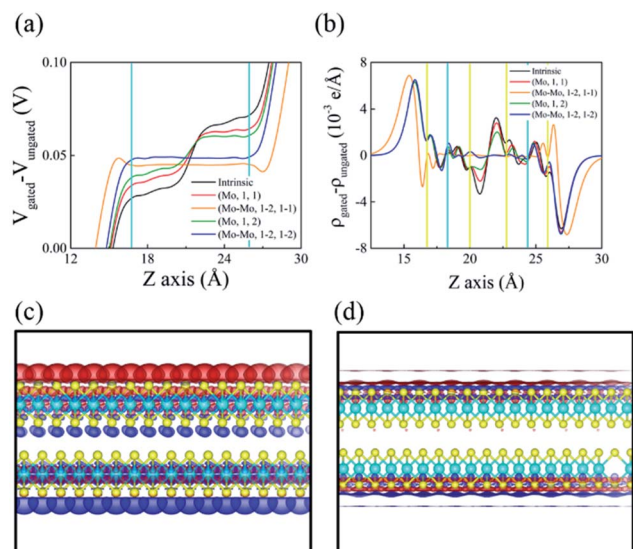 (a)
V_gated-V_ungated (V)
0.10
0.05
0.00
Intrinsic
(Mo, 1, 1)
(Mo-Mo, 1-2, 1-1)
(Mo, 1, 2)
(Mo-Mo, 1-2, 1-2)
12 15 18 21 24 27 30
Z axis (Å)
(b)
ρ_gated-ρ_ungated (10⁻³ e/Å)
8
4
0
-4
-8
Intrinsic
(Mo, 1, 1)
(Mo-Mo, 1-2, 1-1)
(Mo, 1, 2)
(Mo-Mo, 1-2, 1-2)
15 20 25 30
Z axis (Å)
(c)
(d)